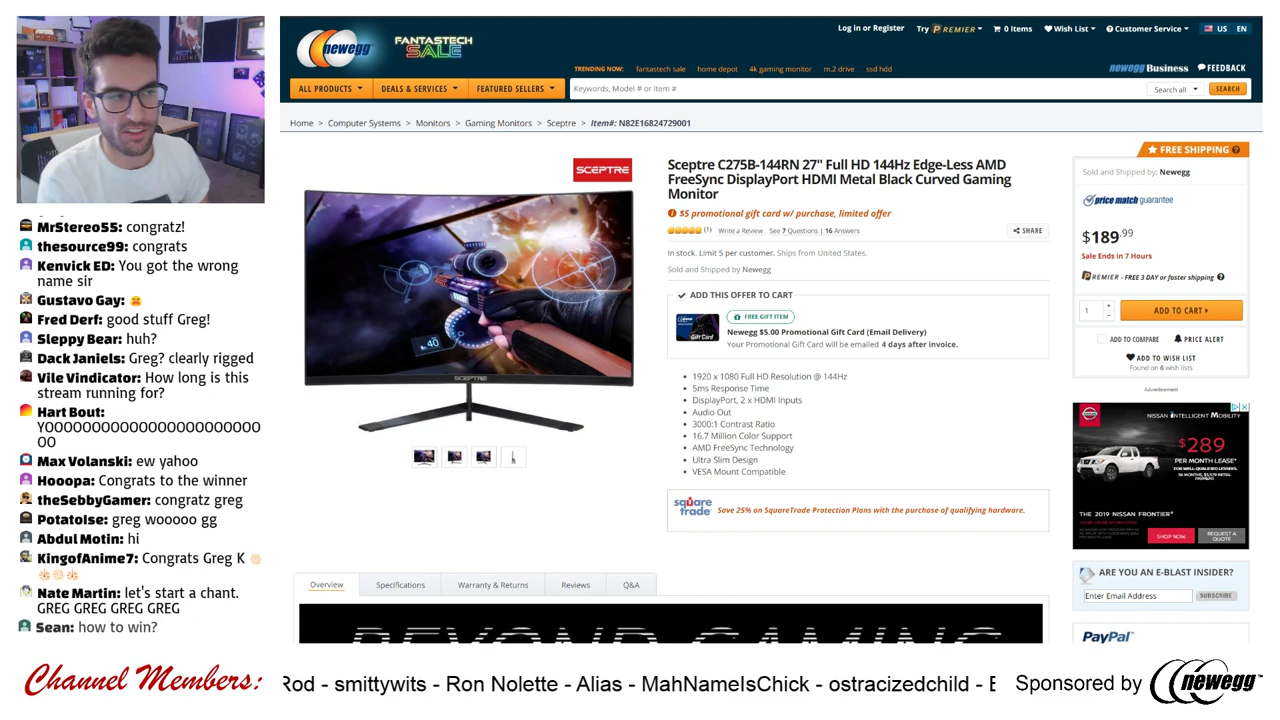 newegg
FANTASTECH
SALE
Log in or Register
Try PREMIER
0 Items
Wish List
Customer Service
US
EN
TRENDING NOW: fantastech sale home depot 4k gaming monitor m.2 drive ssd hdd
newegg Business
FEEDBACK
ALL PRODUCTS
DEALS & SERVICES
FEATURED SELLERS
Keywords, Model # or Item #
Search all
SEARCH
Home > Computer Systems > Monitors > Gaming Monitors > Sceptre > Item#: N82E16824729001
MrStereo55: congratz!
thesource99: congrats
Kenvick ED: You got the wrong
name sir
Gustavo Gay:
Fred Derf: good stuff Greg!
Sleppy Bear: huh?
Dack Janiels: Greg? clearly rigged
Vile Vindicator: How long is this
stream running for?
Hart Bout:
YOOOOOOOOOOOOOOOOOOOOOOOO
OO
Max Volanski: ew yahoo
Hooopa: Congrats to the winner
theSebbyGamer: congratz greg
Potatoise: greg wooooo gg
Abdul Motin: hi
KingofAnime7: Congrats Greg K
Nate Martin: let's start a chant.
GREG GREG GREG GREG
Sean: how to win?
SCEPTRE
40
SCEPTRE
Sceptre C275B-144RN 27" Full HD 144Hz Edge-Less AMD
FreeSync DisplayPort HDMI Metal Black Curved Gaming
Monitor
$5 promotional gift card w/ purchase, limited offer
(1) Write a Review See 7 Questions | 16 Answers
SHARE
In stock. Limit 5 per customer. Ships from United States.
Sold and Shipped by Newegg
ADD THIS OFFER TO CART
FREE GIFT ITEM
Gift Card
Newegg $5.00 Promotional Gift Card (Email Delivery)
Your Promotional Gift Card will be emailed 4 days after invoice.
1920 x 1080 Full HD Resolution @ 144Hz
5ms Response Time
DisplayPort, 2 x HDMI Inputs
Audio Out
3000:1 Contrast Ratio
16.7 Million Color Support
AMD FreeSync Technology
Ultra Slim Design
VESA Mount Compatible
square
trade
Save 25% on SquareTrade Protection Plans with the purchase of qualifying hardware.
Overview
Specifications
Warranty & Returns
Reviews
Q&A
BEYOND GAMING
FREE SHIPPING
Sold and Shipped by: Newegg
price match guarantee
$189.99
Sale Ends in 7 Hours
PREMIER - FREE 3 DAY or faster shipping
1
ADD TO CART
ADD TO COMPARE
PRICE ALERT
ADD TO WISH LIST
Found on 6 wish lists
Advertisement
NISSAN INTELLIGENT MOBILITY
$289
PER MONTH LEASE*
FOR WELL-QUALIFIED LESSEES.
THE 2019 NISSAN FRONTIER®
SHOP NOW
REQUEST A
QUOTE
ARE YOU AN E-BLAST INSIDER?
Enter Email Address
SUBSCRIBE
PayPal
Channel Members:
Rod - smittywits - Ron Nolette - Alias - MahNameIsChick - ostracizedchild - E
Sponsored by newegg